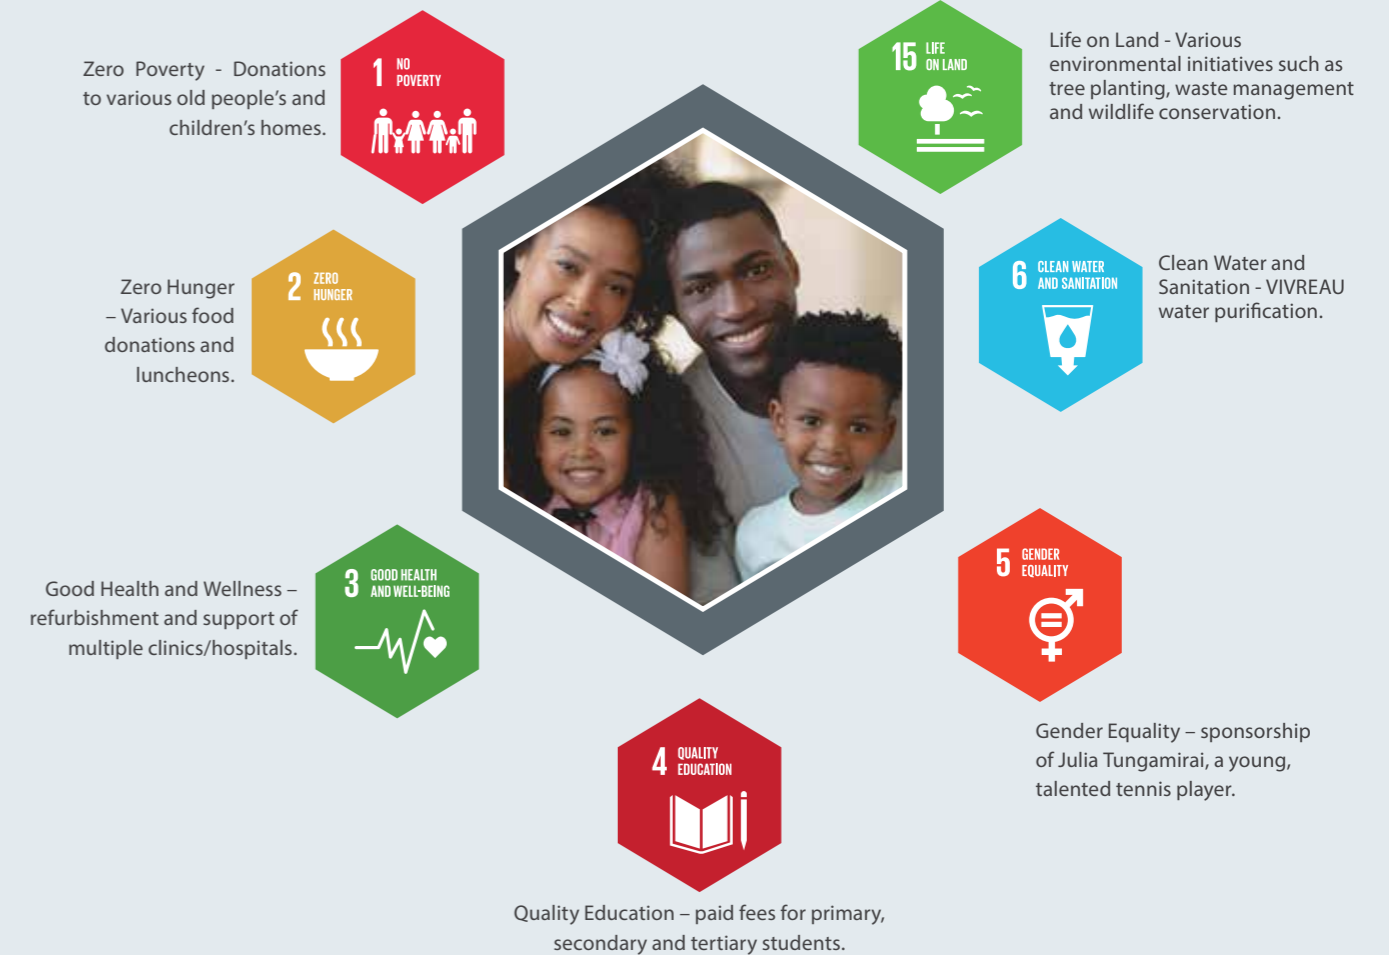 Zero Poverty - Donations
to various old people's and
children's homes.
1 NO
POVERTY
15 LIFE
ON LAND
Life on Land - Various
environmental initiatives such as
tree planting, waste management
and wildlife conservation.
Zero Hunger
– Various food
donations and
luncheons.
2 ZERO
HUNGER
6 CLEAN WATER
AND SANITATION
Clean Water and
Sanitation - VIVREAU
water purification.
Good Health and Wellness –
refurbishment and support of
multiple clinics/hospitals.
3 GOOD HEALTH
AND WELL-BEING
5 GENDER
EQUALITY
Gender Equality – sponsorship
of Julia Tungamirai, a young,
talented tennis player.
4 QUALITY
EDUCATION
Quality Education – paid fees for primary,
secondary and tertiary students.